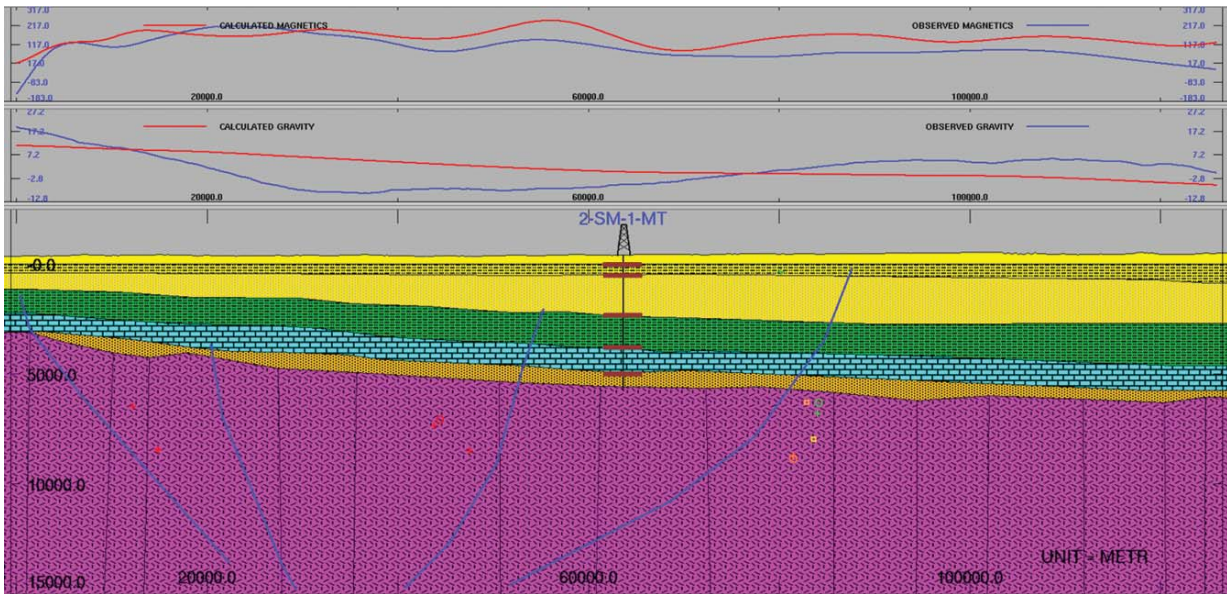 317.0 CALCULATED MAGNETICS OBSERVED MAGNETICS 317.0
217.0 217.0
117.0 117.0
17.0 17.0
-83.0 -83.0
-183.0 20000.0 60000.0 100000.0 -183.0
27.2 27.2
17.2 CALCULATED GRAVITY OBSERVED GRAVITY 17.2
7.2 7.2
-2.8 -2.8
-12.8 20000.0 60000.0 100000.0 -12.8
2-SM-1-MT
-0.0
5000.0
10000.0
UNIT = METR
15000.0 20000.0 60000.0 100000.0